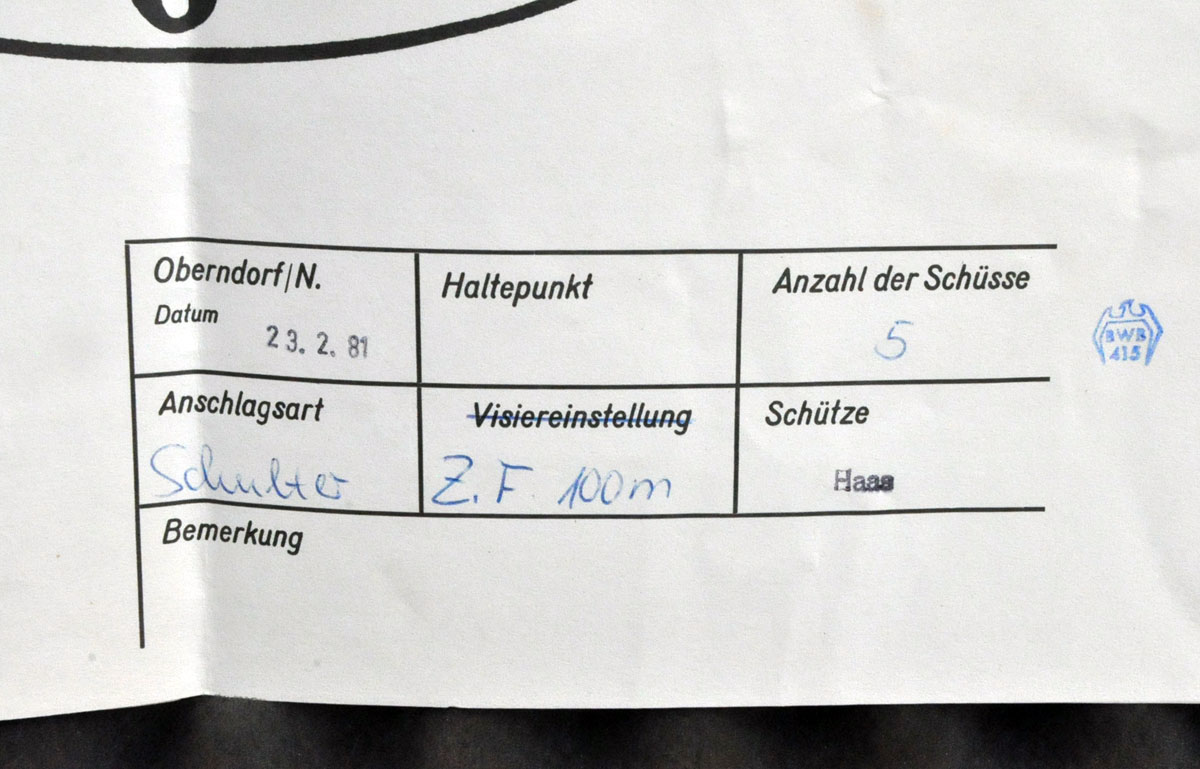 Oberndorf/N.
Datum
23. 2. 81
Haltepunkt
Anzahl der Schüsse
5
BWB
415
Anschlagsart
Schulter
Visiereinstellung
Z.F. 100m
Schütze
Haas
Bemerkung